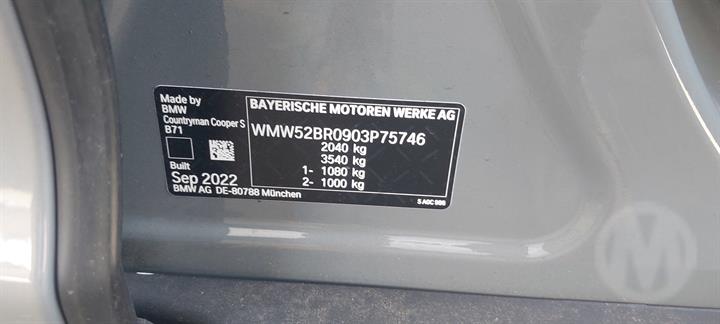 Made by
BMW
Countryman Cooper S
B71
Built
Sep 2022
BMW AG DE-80788 München
BAYERISCHE MOTOREN WERKE AG
WMW52BR0903P75746
2040 kg
3540 kg
1- 1080 kg
2- 1000 kg
M